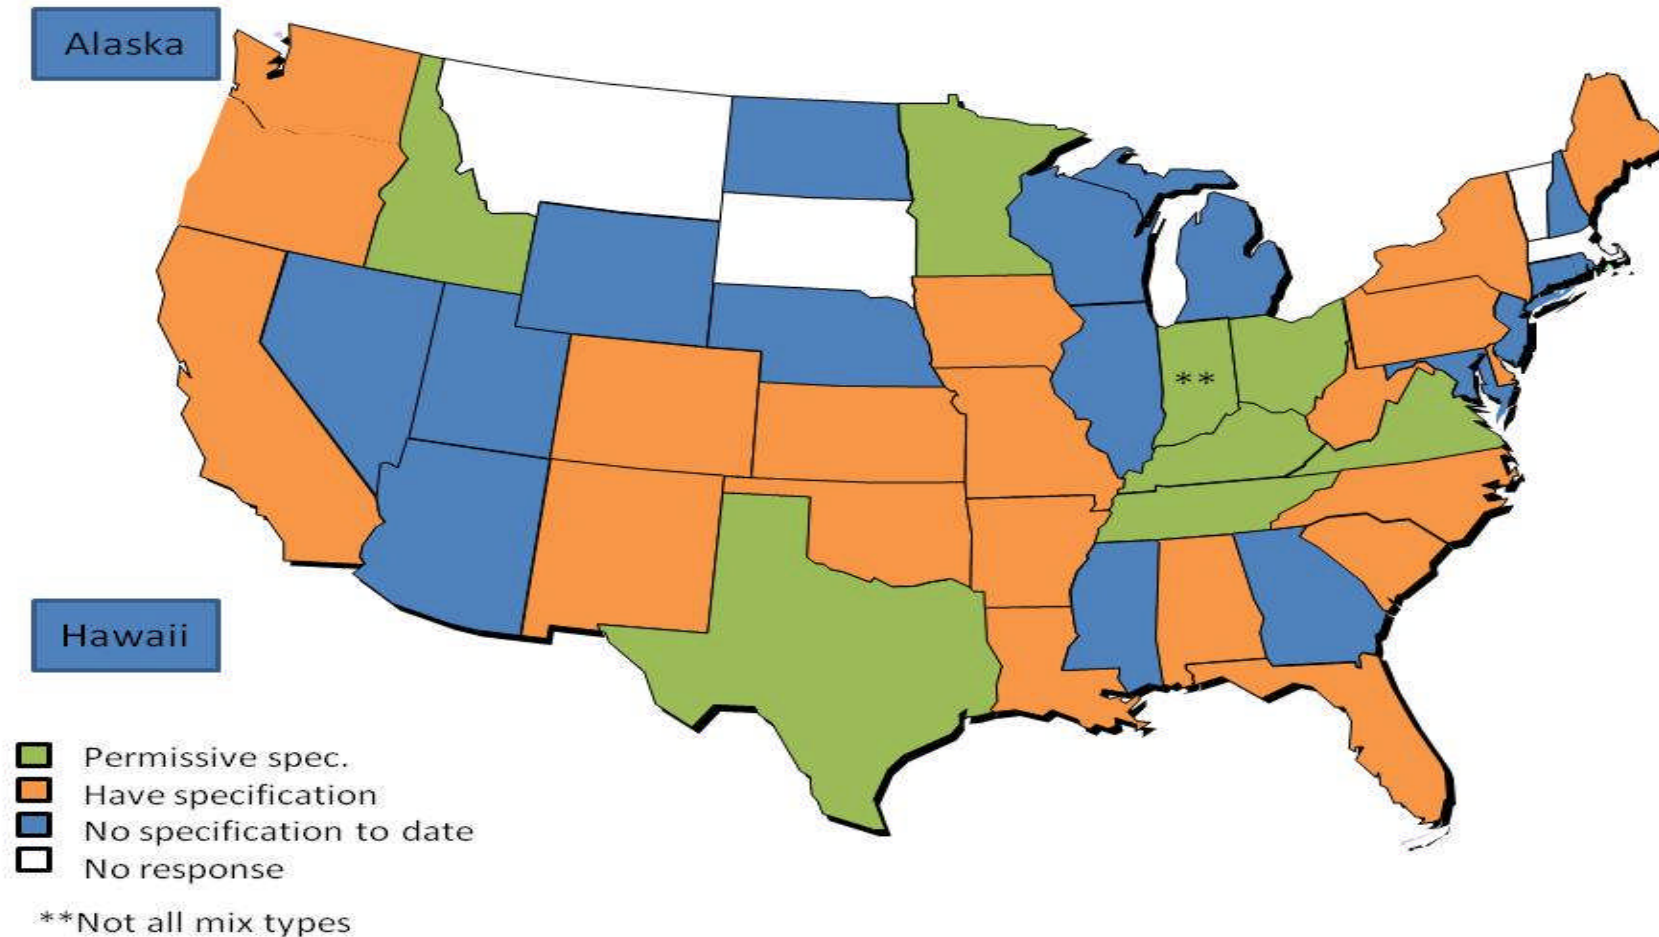 Alaska
**
Hawaii
Permissive spec.
Have specification
No specification to date
No response
**Not all mix types